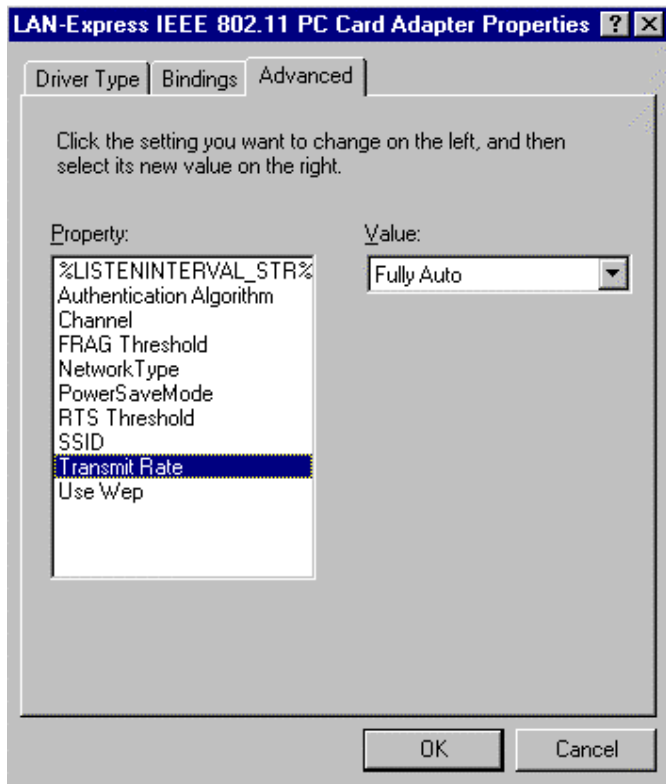 LAN-Express IEEE 802.11 PC Card Adapter Properties
Driver Type Bindings Advanced
Click the setting you want to change on the left, and then
select its new value on the right.
Property:
%LISTENINTERVAL_STR%
Authentication Algorithm
Channel
FRAG Threshold
NetworkType
PowerSaveMode
RTS Threshold
SSID
Transmit Rate
Use Wep
Value:
Fully Auto
OK Cancel